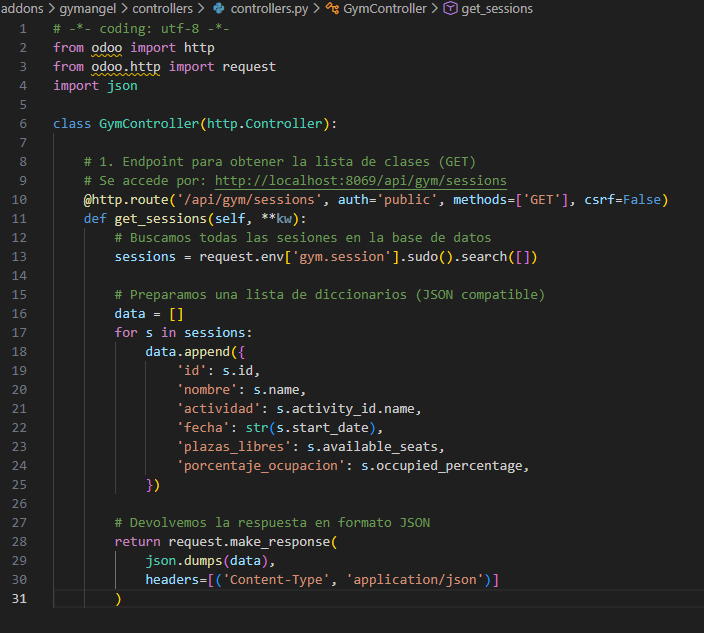 addons > gymangel > controllers > controllers.py > GymController > get_sessions
1 # -*- coding: utf-8 -*-
2 from odoo import http
3 from odoo.http import request
4 import json
5
6 class GymController(http.Controller):
7
8 # 1. Endpoint para obtener la lista de clases (GET)
9 # Se accede por: http://localhost:8069/api/gym/sessions
10 @http.route('/api/gym/sessions', auth='public', methods=['GET'], csrf=False)
11 def get_sessions(self, **kw):
12 # Buscamos todas las sesiones en la base de datos
13 sessions = request.env['gym.session'].sudo().search([])
14
15 # Preparamos una lista de diccionarios (JSON compatible)
16 data = []
17 for s in sessions:
18 data.append({
19 'id': s.id,
20 'nombre': s.name,
21 'actividad': s.activity_id.name,
22 'fecha': str(s.start_date),
23 'plazas_libres': s.available_seats,
24 'porcentaje_ocupacion': s.occupied_percentage,
25 })
26
27 # Devolvemos la respuesta en formato JSON
28 return request.make_response(
29 json.dumps(data),
30 headers=[('Content-Type', 'application/json')]
31 )